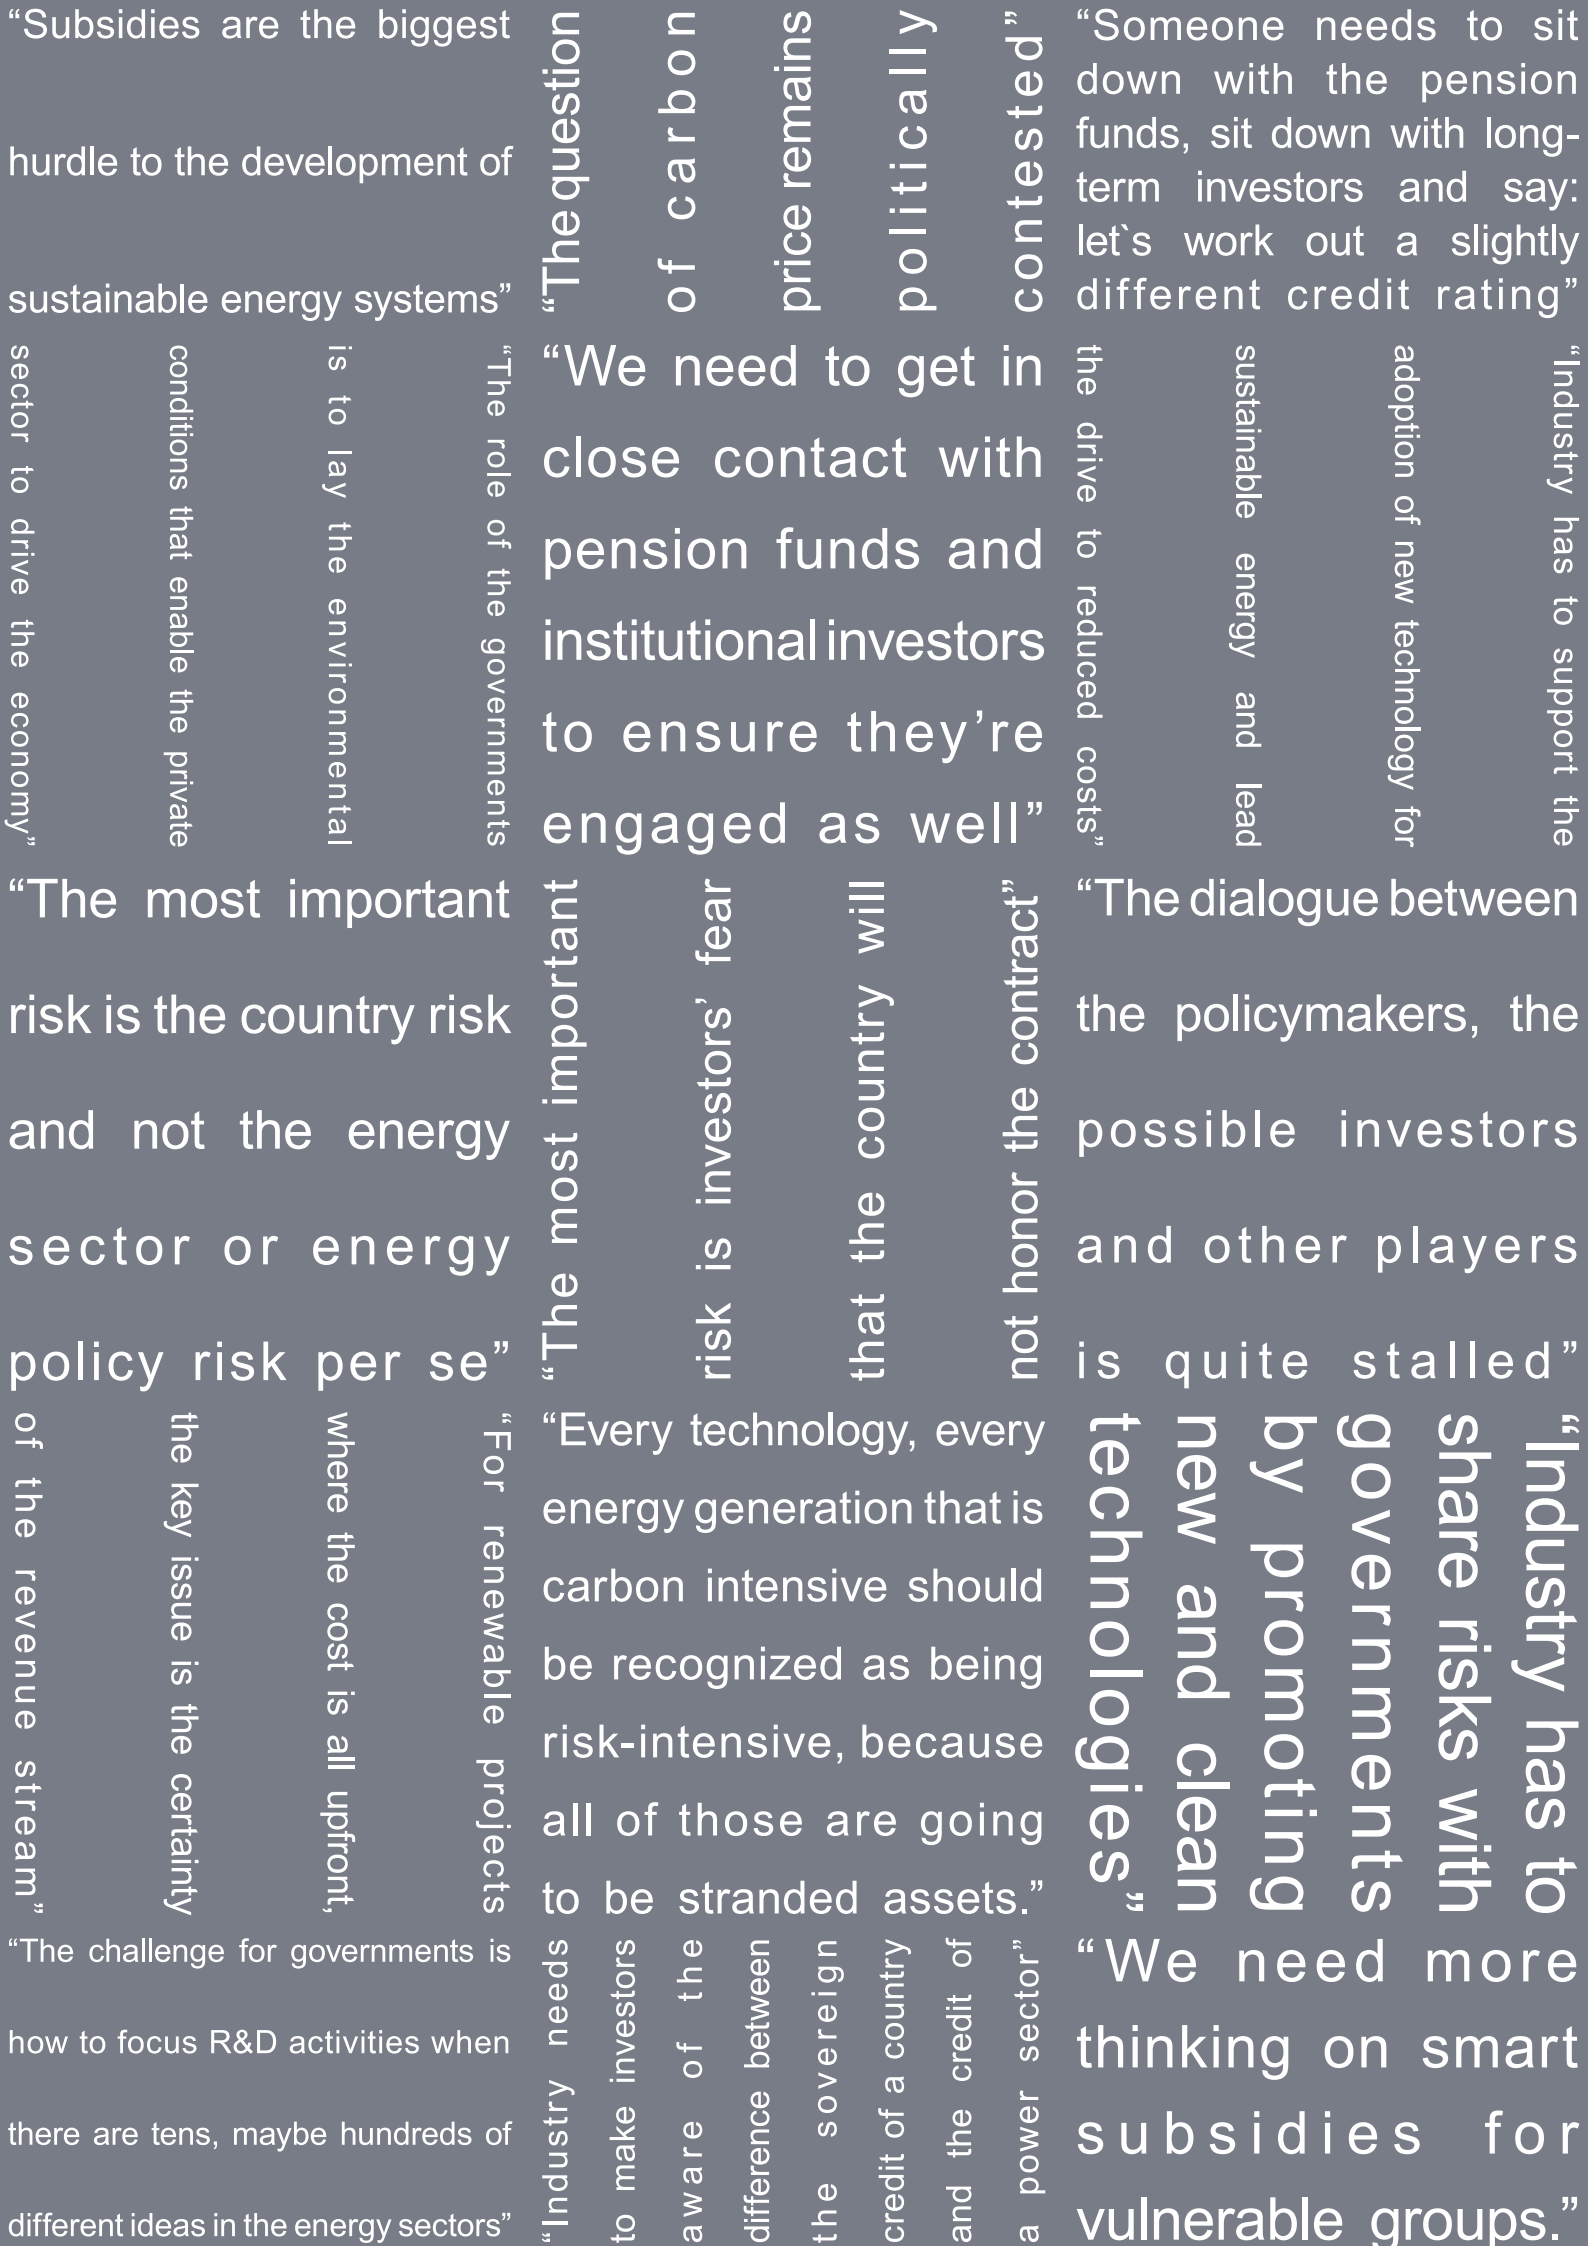 “Subsidies are the biggest
hurdle to the development of
sustainable energy systems”
“The question
of carbon
price remains
politically
contested”
“Someone needs to sit
down with the pension
funds, sit down with long-
term investors and say:
let`s work out a slightly
different credit rating”
“The role of the governments
is to lay the environmental
conditions that enable the private
sector to drive the economy”
“We need to get in
close contact with
pension funds and
institutional investors
to ensure they’re
engaged as well”
“Industry has to support the
adoption of new technology for
sustainable energy and lead
the drive to reduced costs”
“The most important
risk is the country risk
and not the energy
sector or energy
policy risk per se”
“The most important
risk is investors’ fear
that the country will
not honor the contract”
“The dialogue between
the policymakers, the
possible investors
and other players
is quite stalled”
“For renewable projects
where the cost is all upfront,
the key issue is the certainty
of the revenue stream”
“Every technology, every
energy generation that is
carbon intensive should
be recognized as being
risk-intensive, because
all of those are going
to be stranded assets.”
“Industry has to
share risks with
governments
by promoting
new and clean
technologies”
“The challenge for governments is
how to focus R&D activities when
there are tens, maybe hundreds of
different ideas in the energy sectors”
“Industry needs
to make investors
aware of the
difference between
the sovereign
credit of a country
and the credit of
a power sector”
“We need more
thinking on smart
subsidies for
vulnerable groups.”